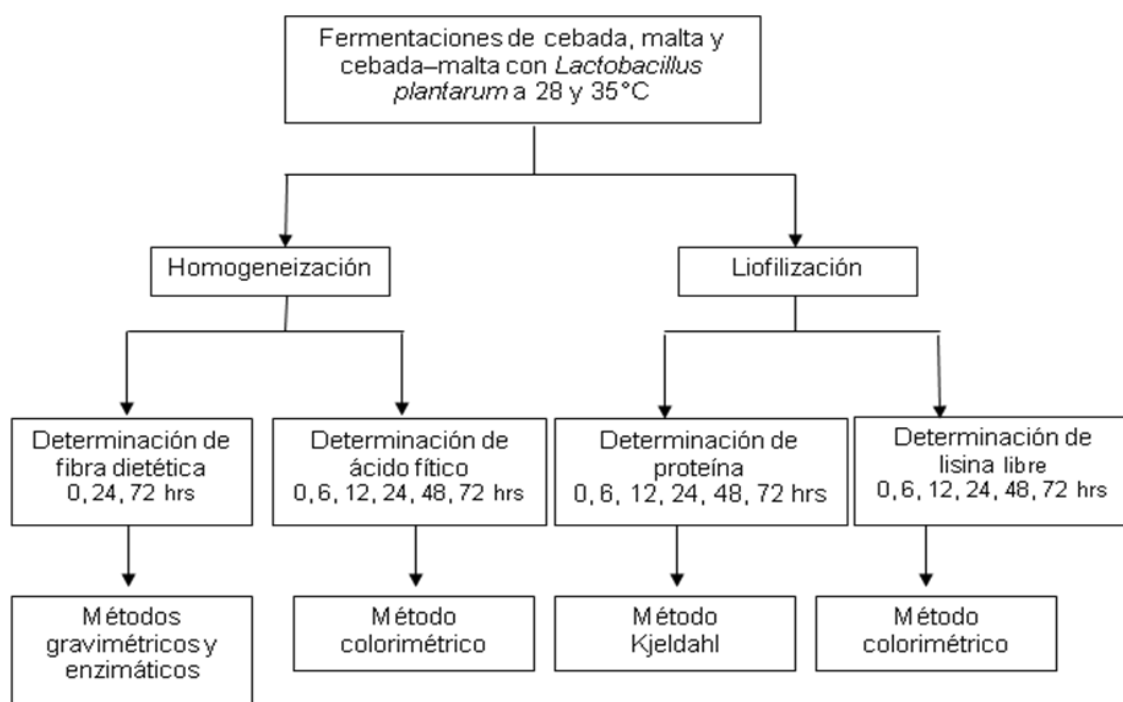 Fermentaciones de cebada, malta y
cebada–malta con Lactobacillus
plantarum a 28 y 35°C
Homogeneización
Liofilización
Determinación de
fibra dietética
0, 24, 72 hrs
Determinación de
ácido fítico
0, 6, 12, 24, 48, 72 hrs
Determinación de
proteína
0, 6, 12, 24, 48, 72 hrs
Determinación de
lisina libre
0, 6, 12, 24, 48, 72 hrs
Métodos
gravimétricos y
enzimáticos
Método
colorimétrico
Método
Kjeldahl
Método
colorimétrico